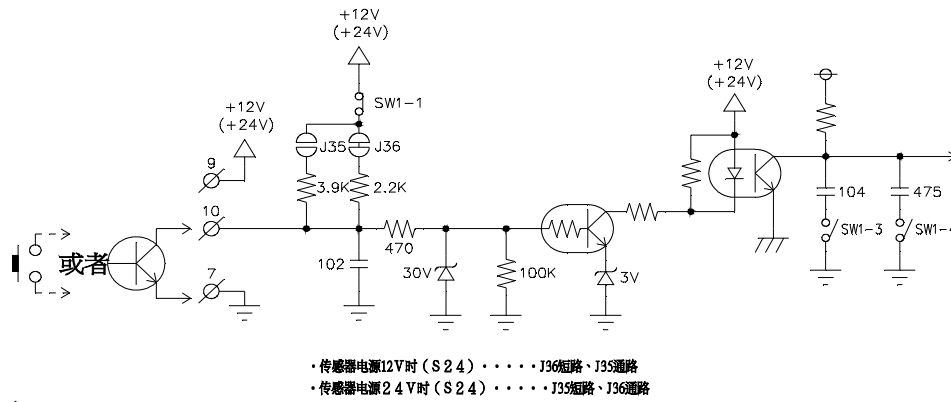 +12V
(+24V)
SW1-1
+12V
(+24V)
J35
J36
9
3.9K
2.2K
10
470
或者
102
30V
100K
3V
7
+12V
(+24V)
104
475
SW1-3
SW1-4
·传感器电源12V时(S24)·····J36短路、J35通路
·传感器电源24V时(S24)·····J35短路、J36通路